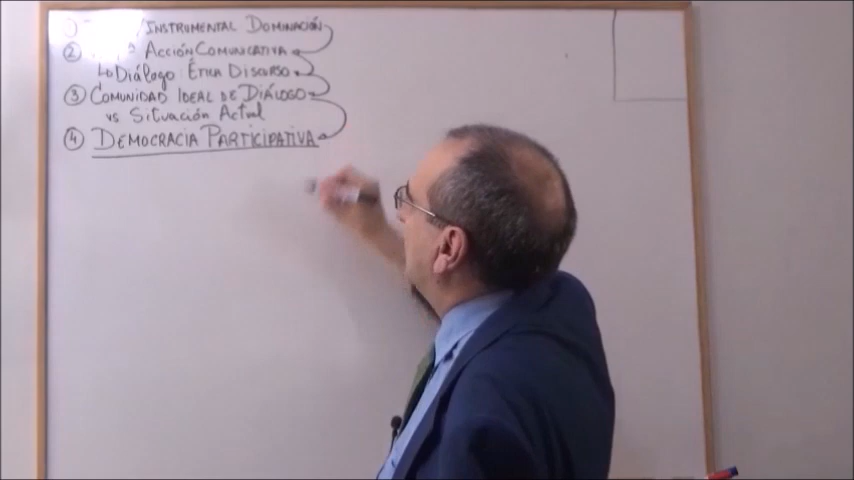 /INSTRUMENTAL DOMINACIÓN
② ACCIÓN COMUNICATIVA
↳ DIÁlogo: ÉTICA DISCURSO
③ COMUNIDAD IDEAL DE DIÁLOGO
vs SITUACIÓN ACTUAL
④ DEMOCRACIA PARTICIPATIVA